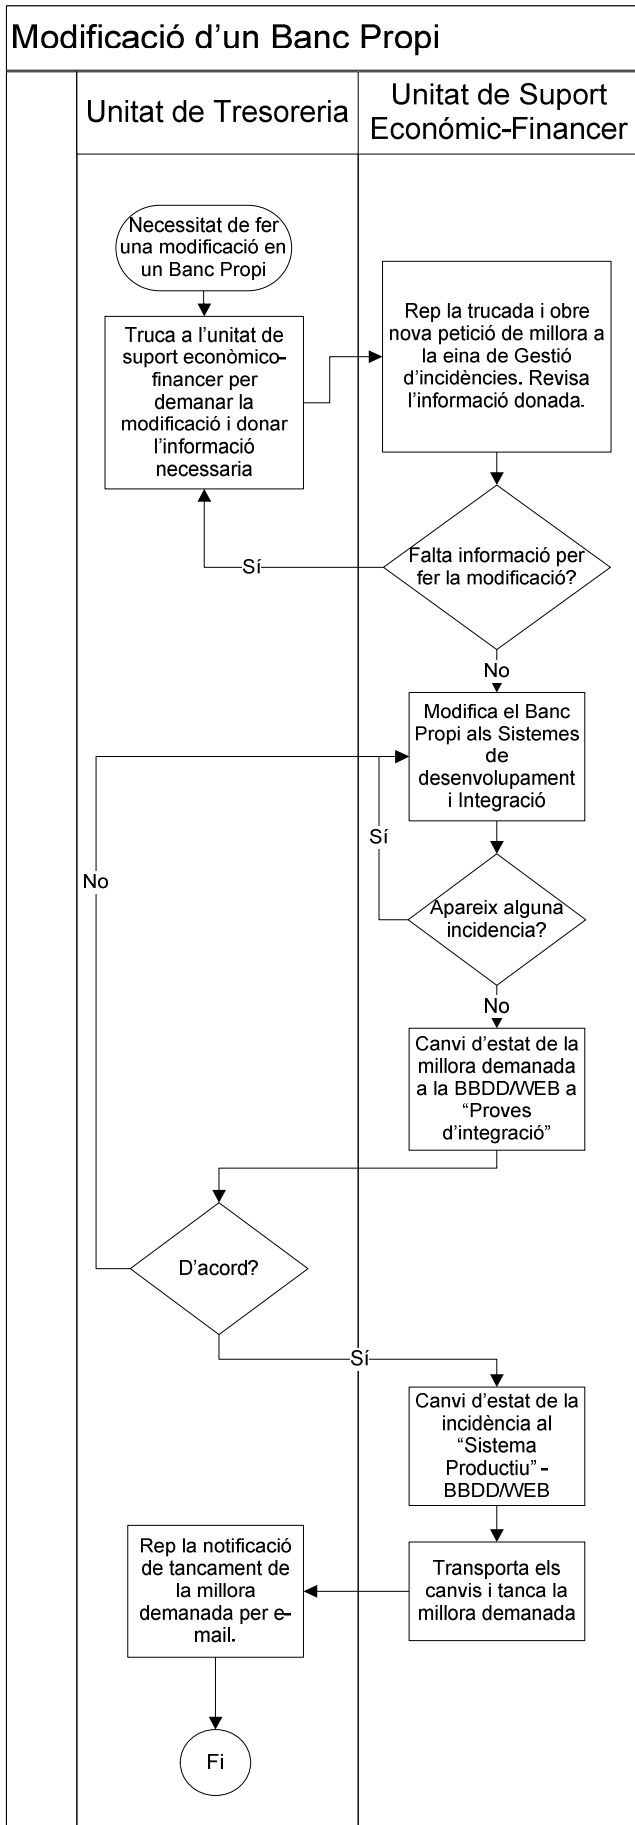 Modificació d’un Banc Propi
Unitat de Tresoreria
Unitat de Suport
Económic-Financer
Necessitat de fer
una modificació en
un Banc Propi
Truca a l’unitat de
suport econòmico-
financer per
demanar la
modificació i donar
l’informació
necessaria
Rep la trucada i obre
nova petició de millora a
la eina de Gestió
d’incidències. Revisa
l’informació donada.
Falta informació per
fer la modificació?
Sí
No
Modifica el Banc
Propi als Sistemes
de
desenvolupament
i Integració
Sí
No
Apareix alguna
incidencia?
No
Canvi d’estat de la
millora demanada
a la BBDD/WEB a
“Proves
d’integració”
D’acord?
Sí
Canvi d’estat de la
incidència al
“Sistema
Productiu” -
BBDD/WEB
Rep la notificació
de tancament de
la millora
demanada per e-
mail.
Transporta els
canvis i tanca la
millora demanada
Fi